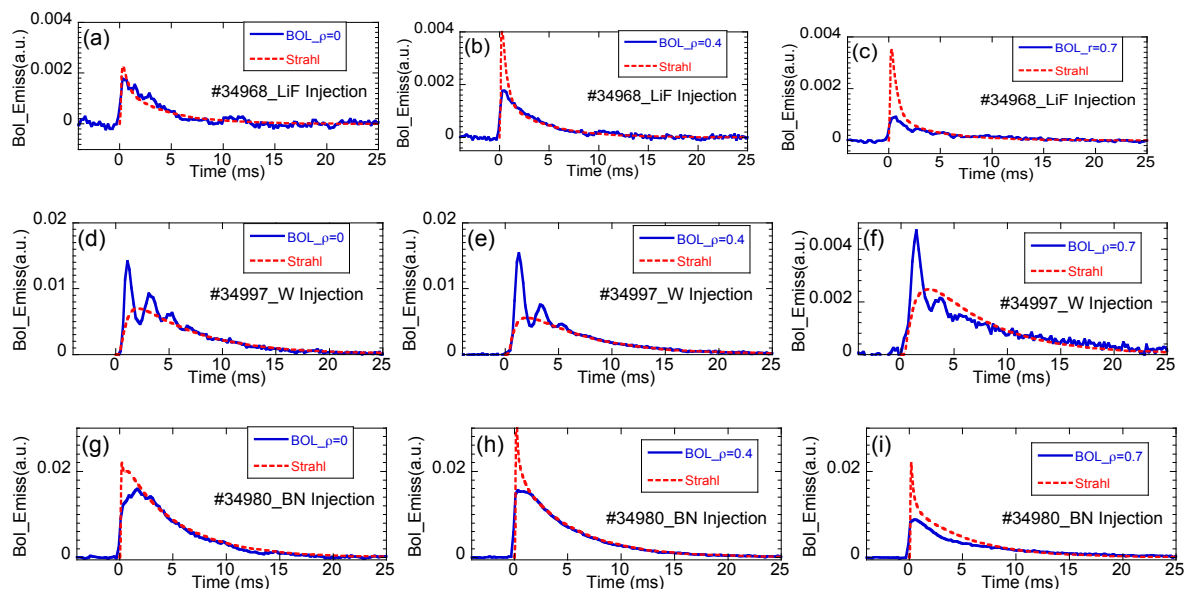 (a)
BOL_ρ=0
Strahl
#34968_LiF Injection
Bol_Emiss(a.u.)
0.004
0.002
0
0 5 10 15 20 25
Time (ms)
(b)
BOL_ρ=0.4
Strahl
#34968_LiF Injection
Bol_Emiss(a.u.)
0.004
0.002
0
0 5 10 15 20 25
Time (ms)
(c)
BOL_r=0.7
Strahl
#34968_LiF Injection
Bol_Emiss(a.u.)
0.004
0.002
0
0 5 10 15 20 25
Time (ms)
(d)
BOL_ρ=0
Strahl
#34997_W Injection
Bol_Emiss(a.u.)
0.02
0.01
0
0 5 10 15 20 25
Time (ms)
(e)
BOL_ρ=0.4
Strahl
#34997_W Injection
Bol_Emiss(a.u.)
0.02
0.01
0
0 5 10 15 20 25
Time (ms)
(f)
BOL_ρ=0.7
Strahl
#34997_W Injection
Bol_Emiss(a.u.)
0.004
0.002
0
0 5 10 15 20 25
Time (ms)
(g)
BOL_ρ=0
Strahl
#34980_BN Injection
Bol_Emiss(a.u.)
0.02
0
0 5 10 15 20 25
Time (ms)
(h)
BOL_ρ=0.4
Strahl
#34980_BN Injection
Bol_Emiss(a.u.)
0.02
0
0 5 10 15 20 25
Time (ms)
(i)
BOL_ρ=0.7
Strahl
#34980_BN Injection
Bol_Emiss(a.u.)
0.02
0
0 5 10 15 20 25
Time (ms)